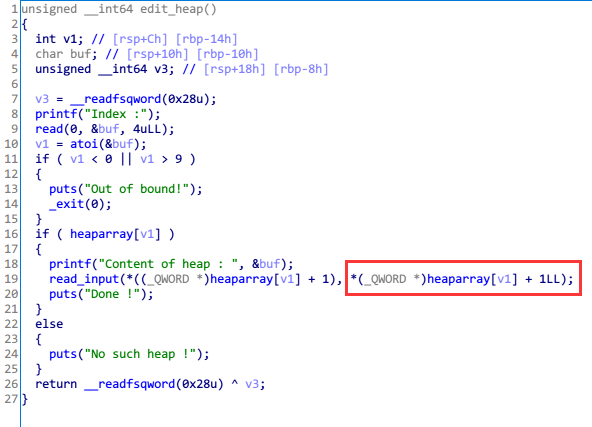 1 unsigned __int64 edit_heap()
2 {
3 int v1; // [rsp+Ch] [rbp-14h]
4 char buf; // [rsp+10h] [rbp-10h]
5 unsigned __int64 v3; // [rsp+18h] [rbp-8h]
6
7 v3 = __readfsqword(0x28u);
8 printf("Index :");
9 read(0, &buf, 4uLL);
10 v1 = atoi(&buf);
11 if ( v1 < 0 || v1 > 9 )
12 {
13 puts("Out of bound!");
14 _exit(0);
15 }
16 if ( heaparray[v1] )
17 {
18 printf("Content of heap : ", &buf);
19 read_input(*((_QWORD *)heaparray[v1] + 1), *(_QWORD *)heaparray[v1] + 1LL);
20 puts("Done !");
21 }
22 else
23 {
24 puts("No such heap !");
25 }
26 return __readfsqword(0x28u) ^ v3;
27 }